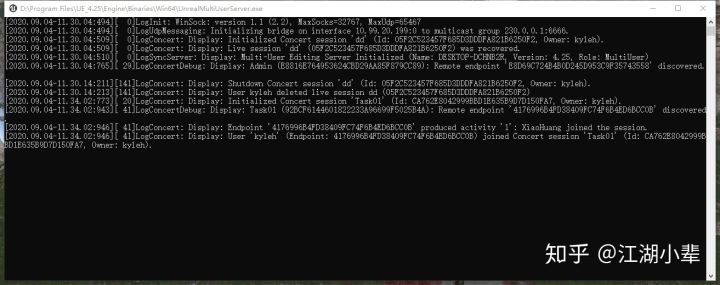 D:\Program Files\UE_4.25\Engine\Binaries\Win64\UnrealMultiUserServer.exe
[2020.09.04-11.30.04:494][  0]LogInit: WinSock: version 1.1 (2.2), MaxSocks=32767, MaxUdp=65467
[2020.09.04-11.30.04:494][  0]LogUdpMessaging: Initializing bridge on interface 10.99.20.199:0 to multicast group 230.0.0.1:6666.
[2020.09.04-11.30.04:509][  0]LogConcert: Display: Initialized Concert session 'dd' (Id: 05F2C523457F685D3DDDFA821B6250F2, Owner: kyleh).
[2020.09.04-11.30.04:509][  0]LogConcert: Display: Live session 'dd' (05F2C523457F685D3DDDFA821B6250F2) was recovered.
[2020.09.04-11.30.04:510][  0]LogSyncServer: Display: Multi-User Editing Server Initialized (Name: DESKTOP-DCHNB2R, Version: 4.25, Role: MultiUser)
[2020.09.04-11.30.04:765][ 29]LogConcertDebug: Display: Admin (E8816E764953624CBD29AA85F879CC89): Remote endpoint 'E8D69C724B4B0D245D953C9F35743558' discovered.
[2020.09.04-11.30.14:211][141]LogConcert: Display: Shutdown Concert session 'dd' (Id: 05F2C523457F685D3DDDFA821B6250F2, Owner: kyleh).
[2020.09.04-11.30.14:213][141]LogConcert: Display: User kyleh deleted live session dd (05F2C523457F685D3DDDFA821B6250F2)
[2020.09.04-11.34.02:773][ 20]LogConcert: Display: Initialized Concert session 'Task01' (Id: CA762E8042999BBD1E635B9D7D150FA7, Owner: kyleh).
[2020.09.04-11.34.02:943][ 41]LogConcertDebug: Display: Task01 (92BCF6144601822233A96699F5025B4A): Remote endpoint '4176996B4FD38409FC74F6B4ED6BCC0B' discovered
[2020.09.04-11.34.02:946][ 41]LogConcert: Display: Endpoint '4176996B4FD38409FC74F6B4ED6BCC0B' produced activity '1': XiaoHuang joined the session.
[2020.09.04-11.34.02:946][ 41]LogConcert: Display: User 'kyleh' (Endpoint: 4176996B4FD38409FC74F6B4ED6BCC0B) joined Concert session 'Task01' (Id: CA762E8042999B
BD1E635B9D7D150FA7, Owner: kyleh).
知乎 @江湖小辈